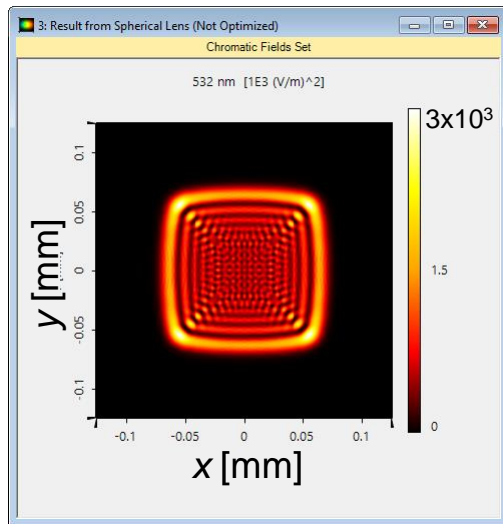 3: Result from Spherical Lens (Not Optimized)
Chromatic Fields Set
532 nm  [1E3 (V/m)^2]
3x10³
1.5
0
0.1
0.05
0
-0.05
-0.1
y [mm]
-0.1 -0.05 0 0.05 0.1
x [mm]